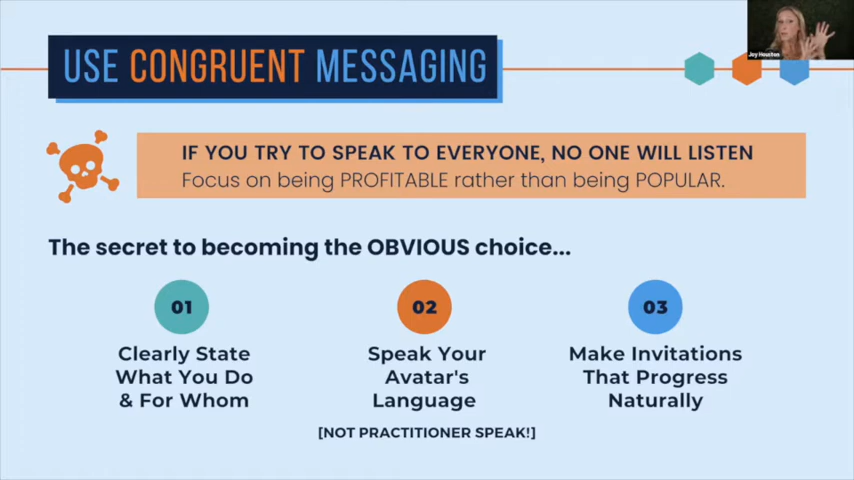 Joy Houston
USE CONGRUENT MESSAGING
IF YOU TRY TO SPEAK TO EVERYONE, NO ONE WILL LISTEN
Focus on being PROFITABLE rather than being POPULAR.
The secret to becoming the OBVIOUS choice...
01
Clearly State
What You Do
& For Whom
02
Speak Your
Avatar's
Language
[NOT PRACTITIONER SPEAK!]
03
Make Invitations
That Progress
Naturally